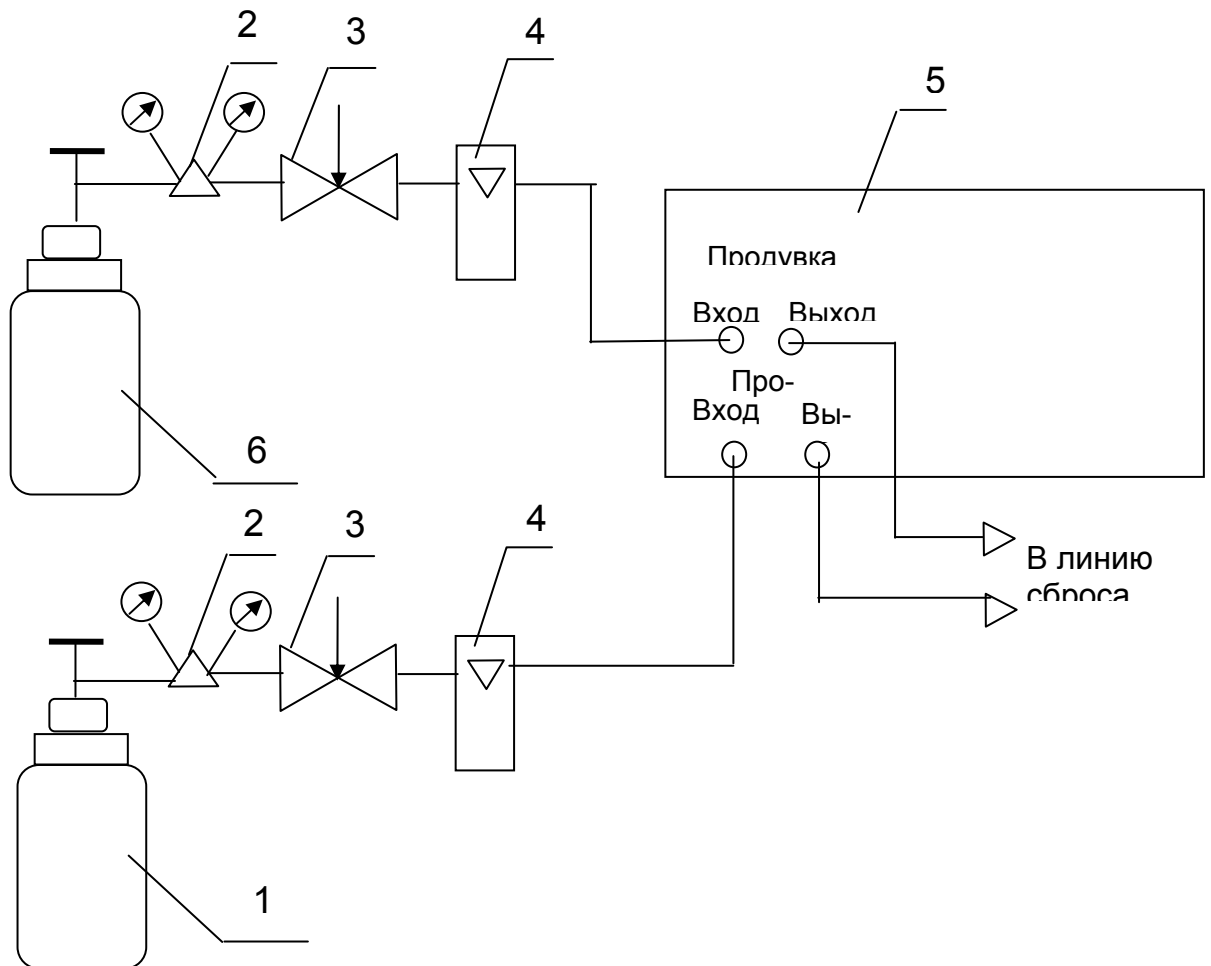 2 3 4
5
Продувка
Вход Выход
Про-
Вход Вы-
6
2 3 4
В линию
сброса
1